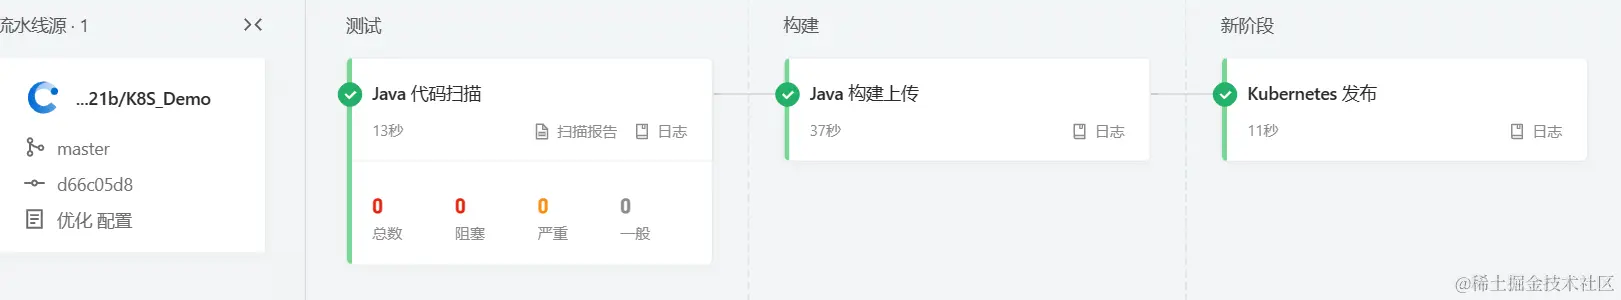 流水线源 · 1
...21b/K8S_Demo
master
d66c05d8
优化 配置
测试
Java 代码扫描
13秒 扫描报告 日志
0 0 0 0
总数 阻塞 严重 一般
构建
Java 构建上传
37秒 日志
新阶段
Kubernetes 发布
11秒 日志
@稀土掘金技术社区